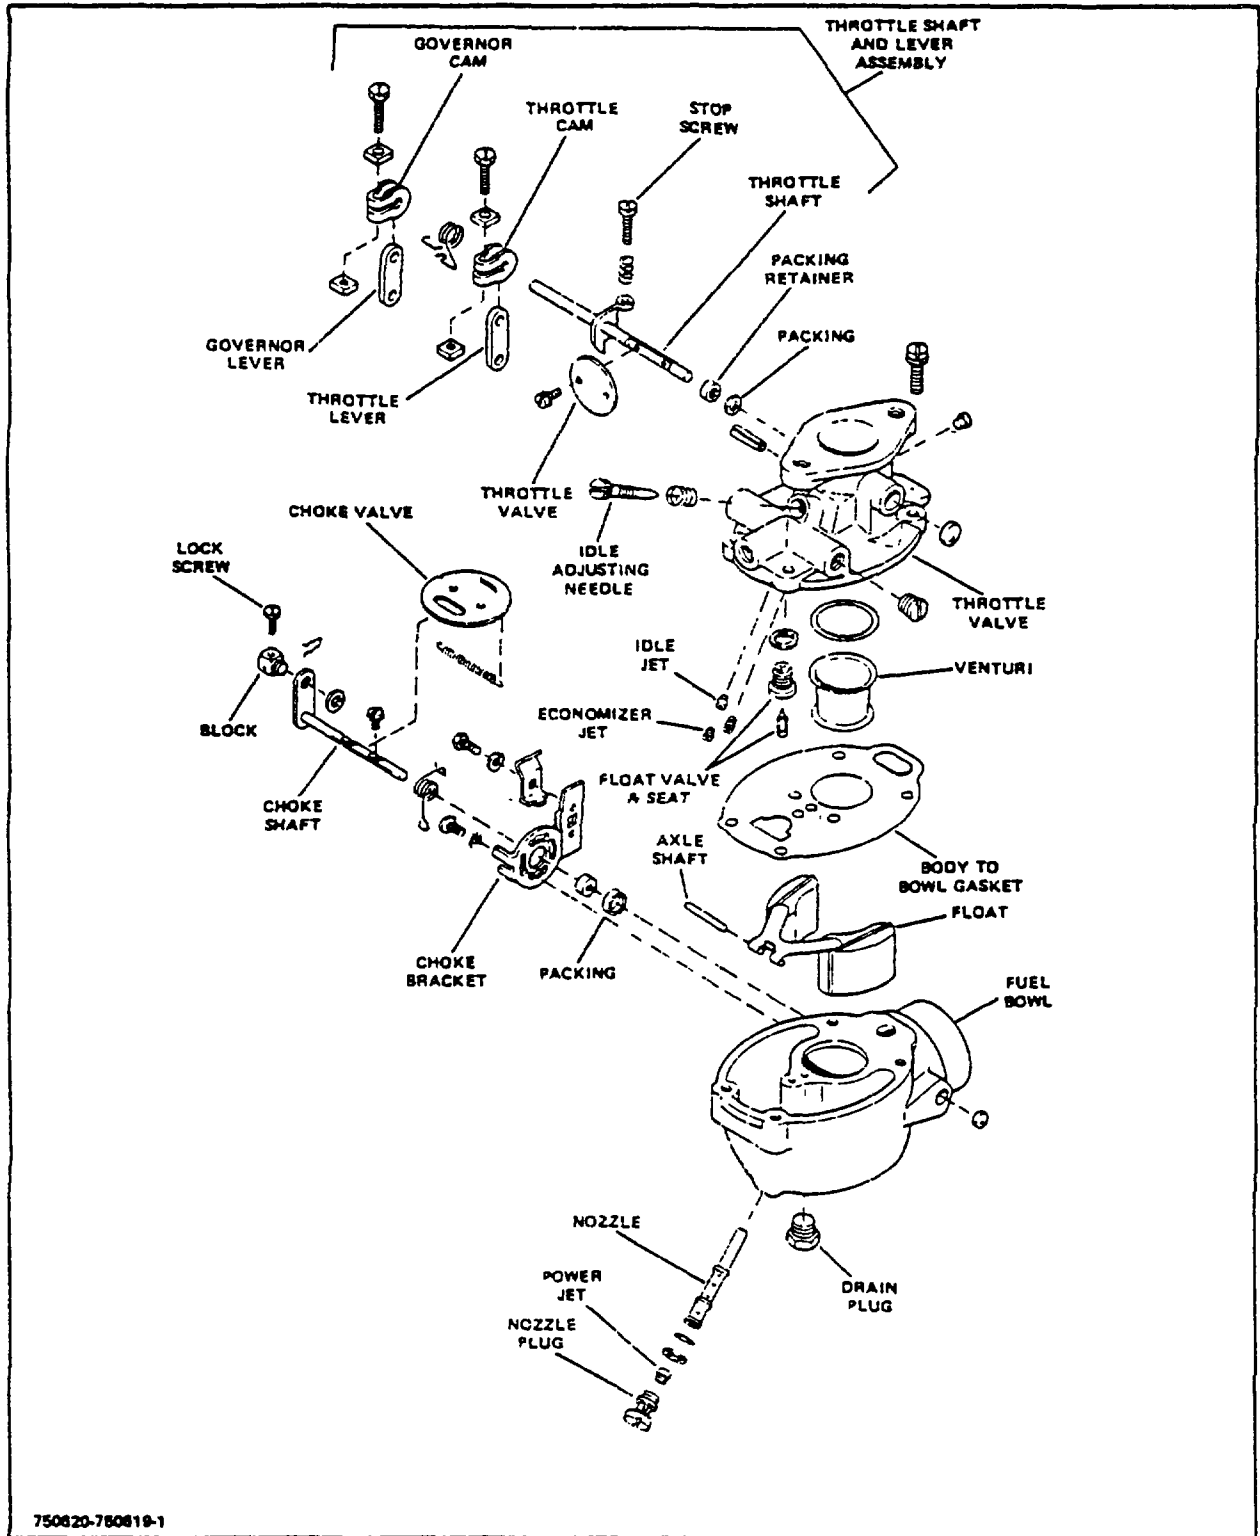 THROTTLE SHAFT
AND LEVER
ASSEMBLY
GOVERNOR
CAM
THROTTLE
CAM
STOP
SCREW
THROTTLE
SHAFT
PACKING
RETAINER
PACKING
GOVERNOR
LEVER
THROTTLE
LEVER
THROTTLE
VALVE
CHOKE VALVE
LOCK
SCREW
IDLE
ADJUSTING
NEEDLE
THROTTLE
VALVE
IDLE
JET
VENTURI
BLOCK
ECONOMIZER
JET
FLOAT VALVE
& SEAT
CHOKE
SHAFT
AXLE
SHAFT
BODY TO
BOWL GASKET
FLOAT
CHOKE
BRACKET
PACKING
FUEL
BOWL
NOZZLE
POWER
JET
DRAIN
PLUG
NOZZLE
PLUG
750620-750619-1